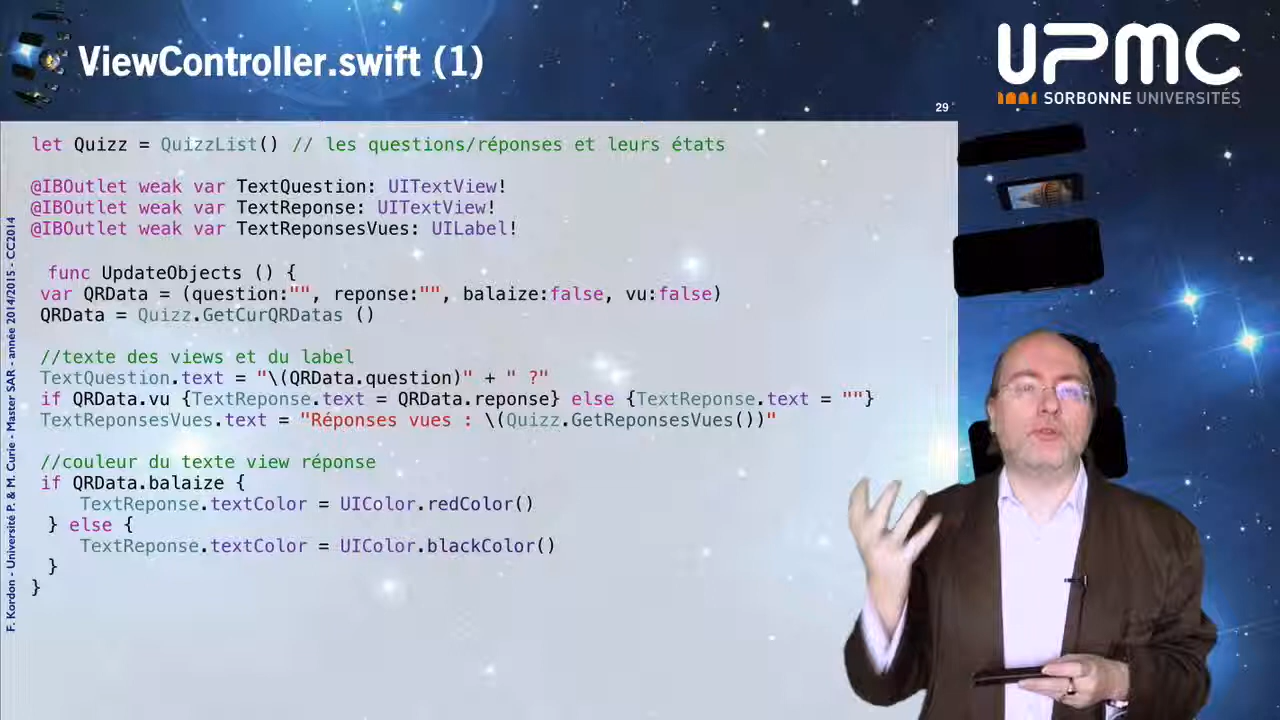 ViewController.swift (1)
UPMC
SORBONNE UNIVERSITÉS
29
let Quizz = QuizzList() // les questions/réponses et leurs états
@IBOutlet weak var TextQuestion: UITextView!
@IBOutlet weak var TextReponse: UITextView!
@IBOutlet weak var TextReponsesVues: UILabel!
func UpdateObjects () {
var QRData = (question:"", reponse:"", balaize:false, vu:false)
QRData = Quizz.GetCurQRDatas ()
//texte des views et du label
TextQuestion.text = "\(QRData.question)" + " ?"
if QRData.vu {TextReponse.text = QRData.reponse} else {TextReponse.text = ""}
TextReponsesVues.text = "Réponses vues : \(Quizz.GetReponsesVues())"
//couleur du texte view réponse
if QRData.balaize {
TextReponse.textColor = UIColor.redColor()
} else {
TextReponse.textColor = UIColor.blackColor()
}
}
F. Kordon - Université P. & M. Curie - Master SAR - année 2014/2015 - CC2014